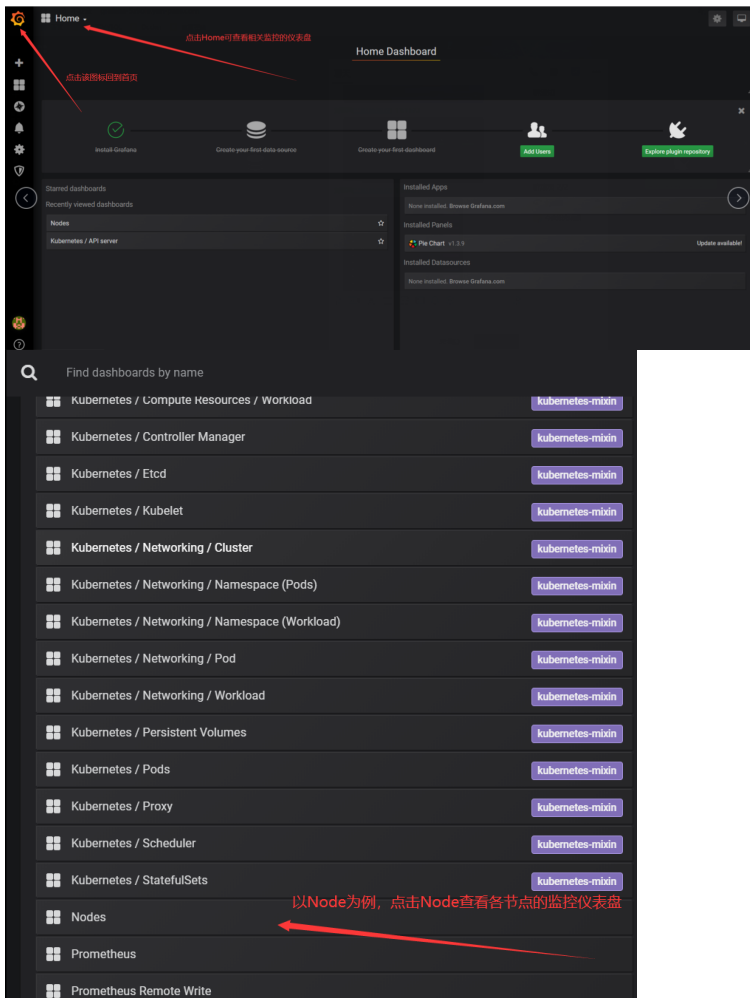 Home
点击Home可查看相关监控的仪表盘
Home Dashboard
点击该图标回到首页
Install Grafana
Create your first data source
Create your first dashboard
Add Users
Explore plugin repository
Starred dashboards
Recently viewed dashboards
Nodes
Kubernetes / API server
Installed Apps
None installed. Browse Grafana.com
Installed Panels
Pie Chart v1.3.9
Update available!
Installed Datasources
None installed. Browse Grafana.com
Find dashboards by name
Kubernetes / Compute Resources / Workload kubernetes-mixin
Kubernetes / Controller Manager kubernetes-mixin
Kubernetes / Etcd kubernetes-mixin
Kubernetes / Kubelet kubernetes-mixin
Kubernetes / Networking / Cluster kubernetes-mixin
Kubernetes / Networking / Namespace (Pods) kubernetes-mixin
Kubernetes / Networking / Namespace (Workload) kubernetes-mixin
Kubernetes / Networking / Pod kubernetes-mixin
Kubernetes / Networking / Workload kubernetes-mixin
Kubernetes / Persistent Volumes kubernetes-mixin
Kubernetes / Pods kubernetes-mixin
Kubernetes / Proxy kubernetes-mixin
Kubernetes / Scheduler kubernetes-mixin
Kubernetes / StatefulSets kubernetes-mixin
以Node为例，点击Node查看各节点的监控仪表盘
Nodes
Prometheus
Prometheus Remote Write